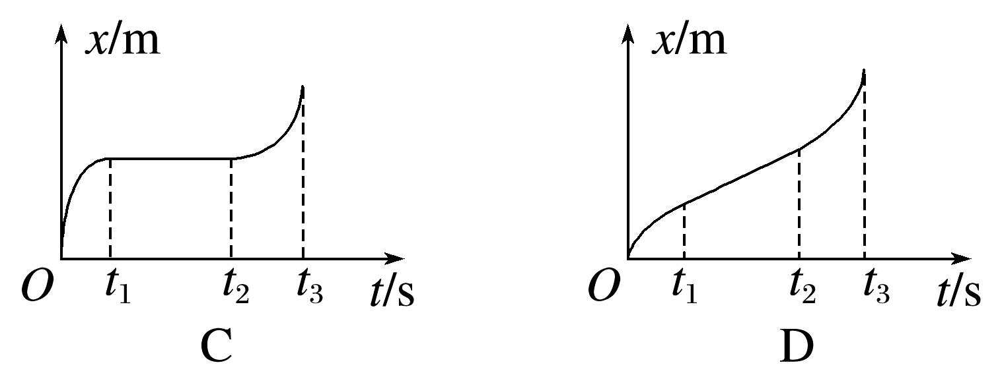 x/m
O t₁ t₂ t₃ t/s
C
x/m
O t₁ t₂ t₃ t/s
D